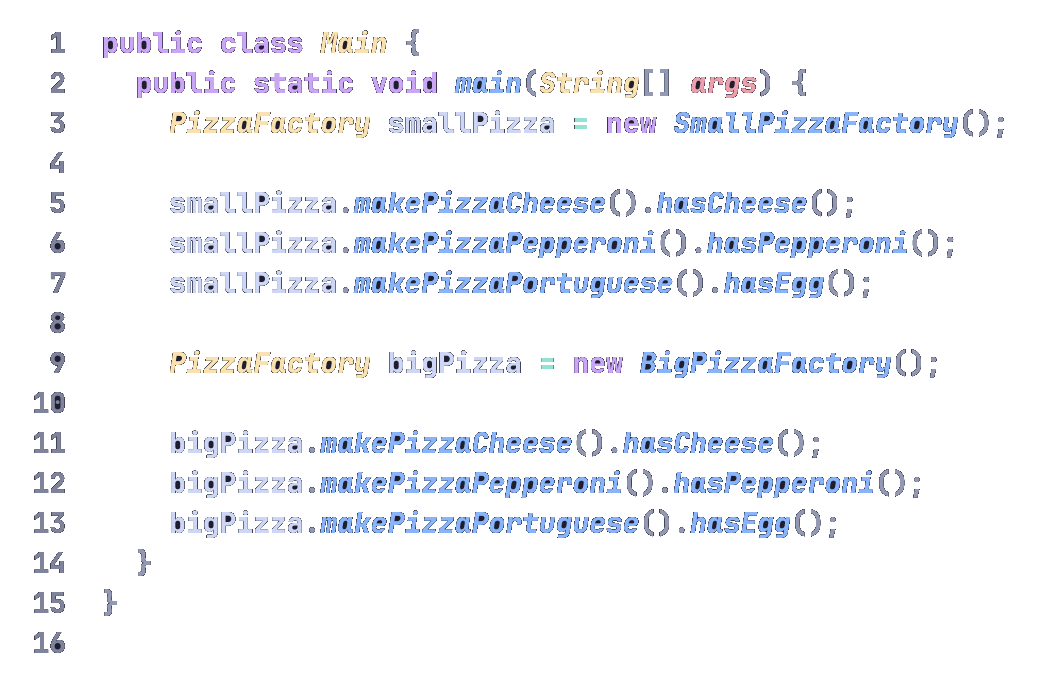 1 public class Main {
2 public static void main(String[] args) {
3 PizzaFactory smallPizza = new SmallPizzaFactory();
4
5 smallPizza.makePizzaCheese().hasCheese();
6 smallPizza.makePizzaPepperoni().hasPepperoni();
7 smallPizza.makePizzaPortuguese().hasEgg();
8
9 PizzaFactory bigPizza = new BigPizzaFactory();
10
11 bigPizza.makePizzaCheese().hasCheese();
12 bigPizza.makePizzaPepperoni().hasPepperoni();
13 bigPizza.makePizzaPortuguese().hasEgg();
14 }
15 }
16